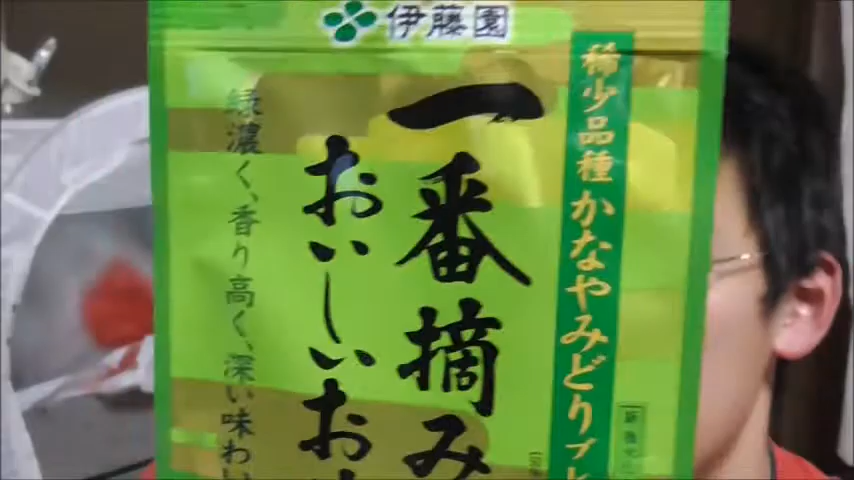 伊藤園
稀少品種 かなやみどりブレ
一番摘み
おいしいお
緑濃く、香り高く、深い味わい